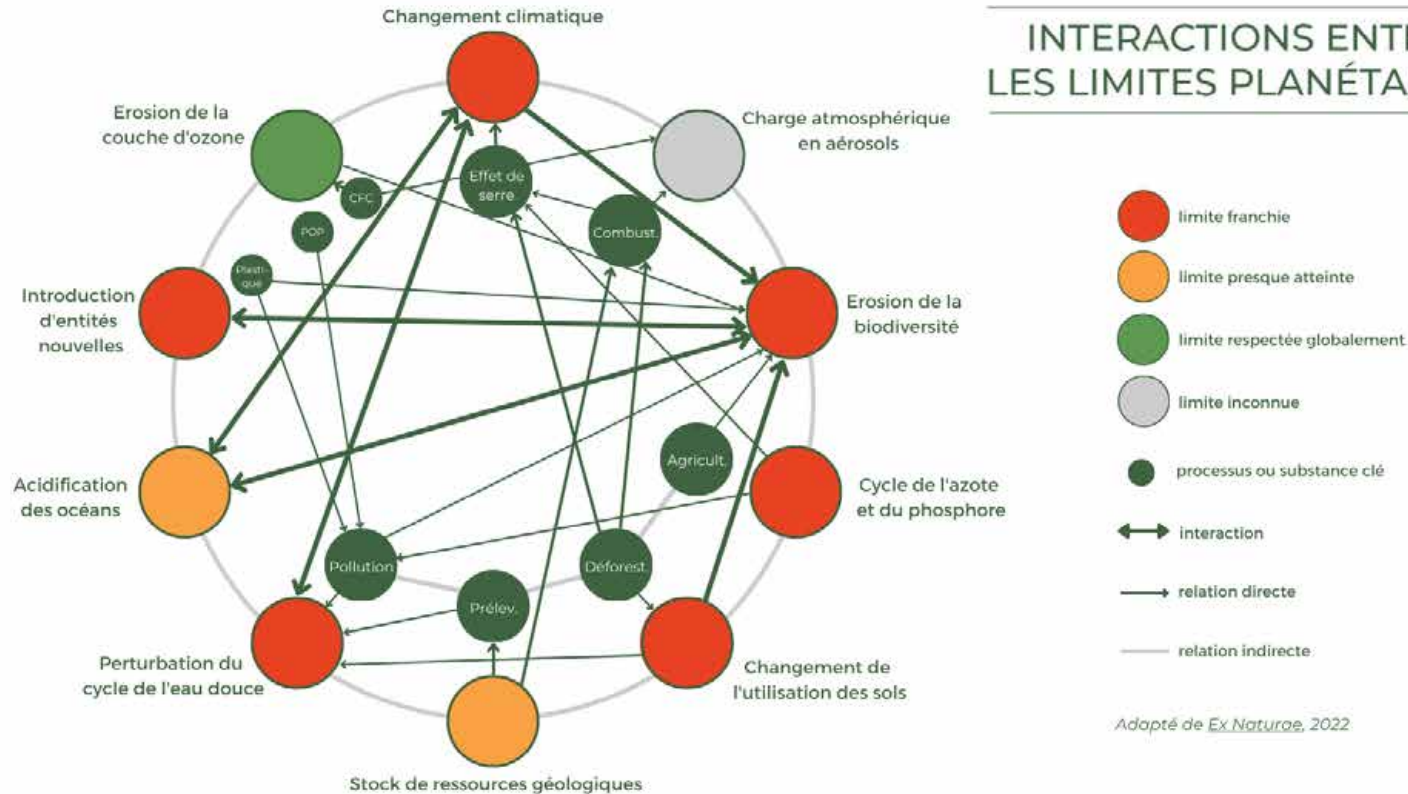 INTERACTIONS ENT
LES LIMITES PLANÉTA
Changement climatique
Erosion de la
couche d'ozone
Charge atmosphérique
en aérosols
Effet de
serre
CFC
Combust.
POP
Plasti-
que
Introduction
d'entités
nouvelles
Erosion de la
biodiversité
Agricult.
Acidification
des océans
Cycle de l'azote
et du phosphore
Pollution
Déforest.
Prélev.
Perturbation du
cycle de l'eau douce
Changement de
l'utilisation des sols
Stock de ressources géologiques
limite franchie
limite presque atteinte
limite respectée globalement
limite inconnue
processus ou substance clé
interaction
relation directe
relation indirecte
Adapté de Ex Naturae, 2022